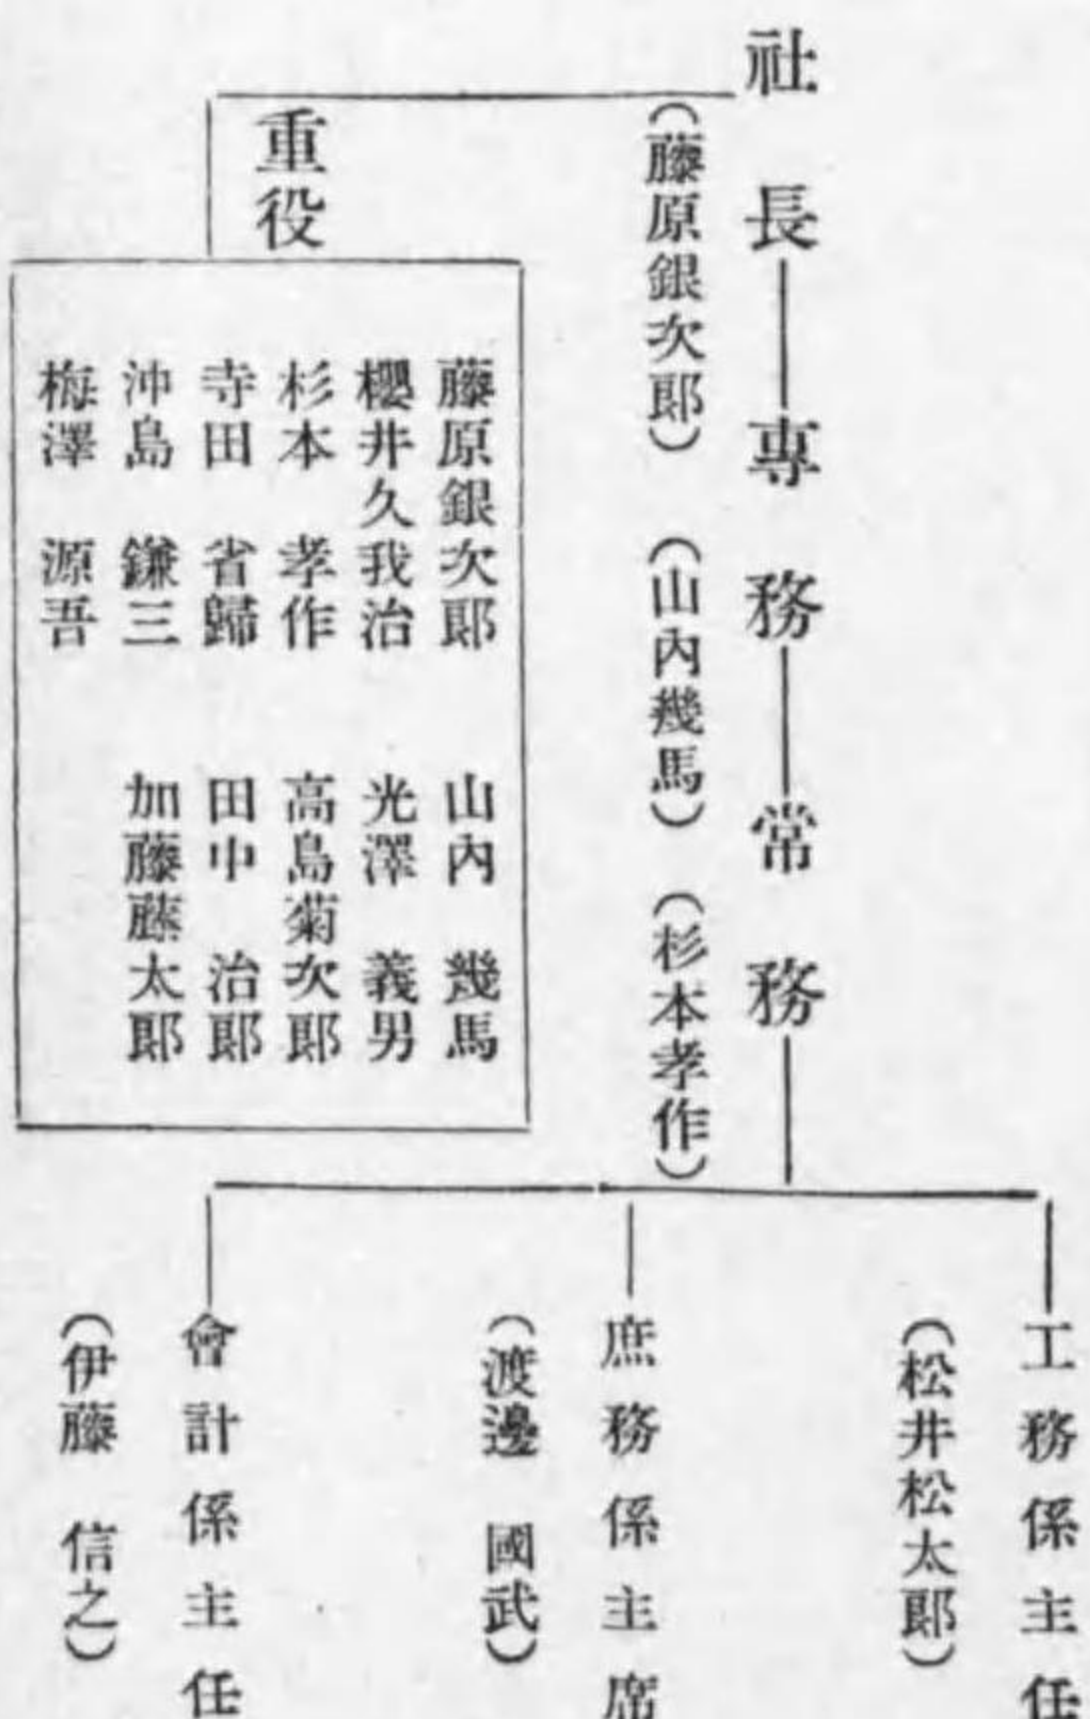 社長―專務―常務
(藤原銀次郎) (山內幾馬) (杉本孝作)
重役
藤原銀次郎 山內 幾馬
櫻井久我治 光澤 義男
杉本 孝作 高島菊次郎
寺田 省歸 田中 治郎
沖島 鎌三 加藤藤太郎
梅澤 源吾
工務係主任
(松井松太郎)
庶務係主席
(渡邊 國武)
會計係主任
(伊藤 信之)